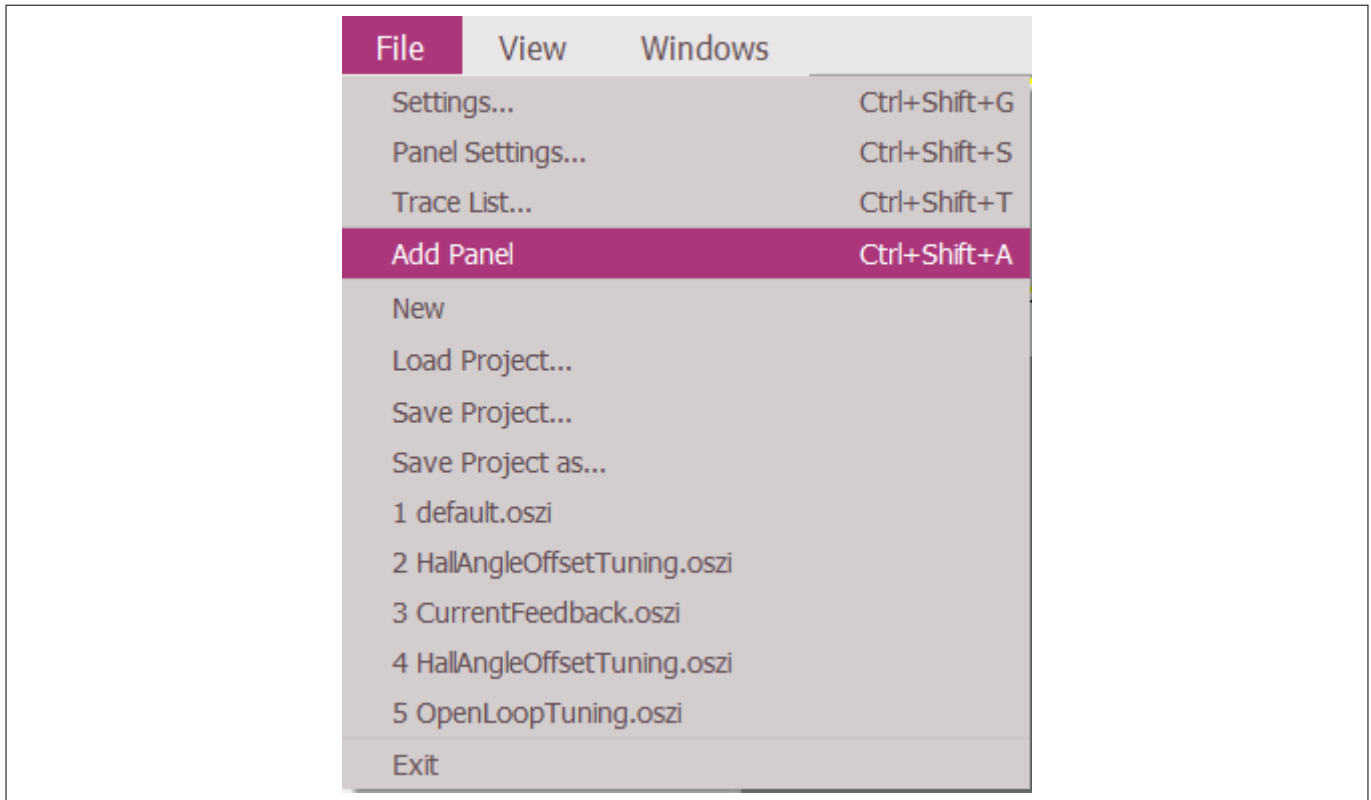 File View Windows
Settings... Ctrl+Shift+G
Panel Settings... Ctrl+Shift+S
Trace List... Ctrl+Shift+T
Add Panel Ctrl+Shift+A
New
Load Project...
Save Project...
Save Project as...
1 default.oszi
2 HallAngleOffsetTuning.oszi
3 CurrentFeedback.oszi
4 HallAngleOffsetTuning.oszi
5 OpenLoopTuning.oszi
Exit